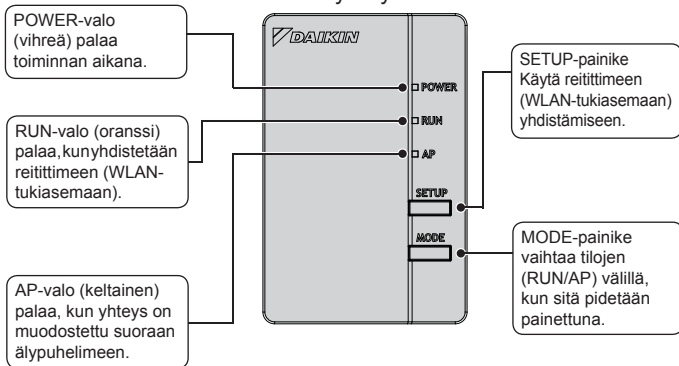 POWER-valo
(vihreä) palaa
toiminnan aikana.
RUN-valo (oranssi)
palaa,kunyhdistetään
reitittimeen (WLAN-
tukiasemaan).
AP-valo (keltainen)
palaa, kun yhteys on
muodostettu suoraan
älypuhelimeen.
DAIKIN
POWER
RUN
AP
SETUP
MODE
SETUP-painike
Käytä reitittimeen
(WLAN-tukiasemaan)
yhdistämiseen.
MODE-painike
vaihtaa tilojen
(RUN/AP) välillä,
kun sitä pidetään
painettuna.